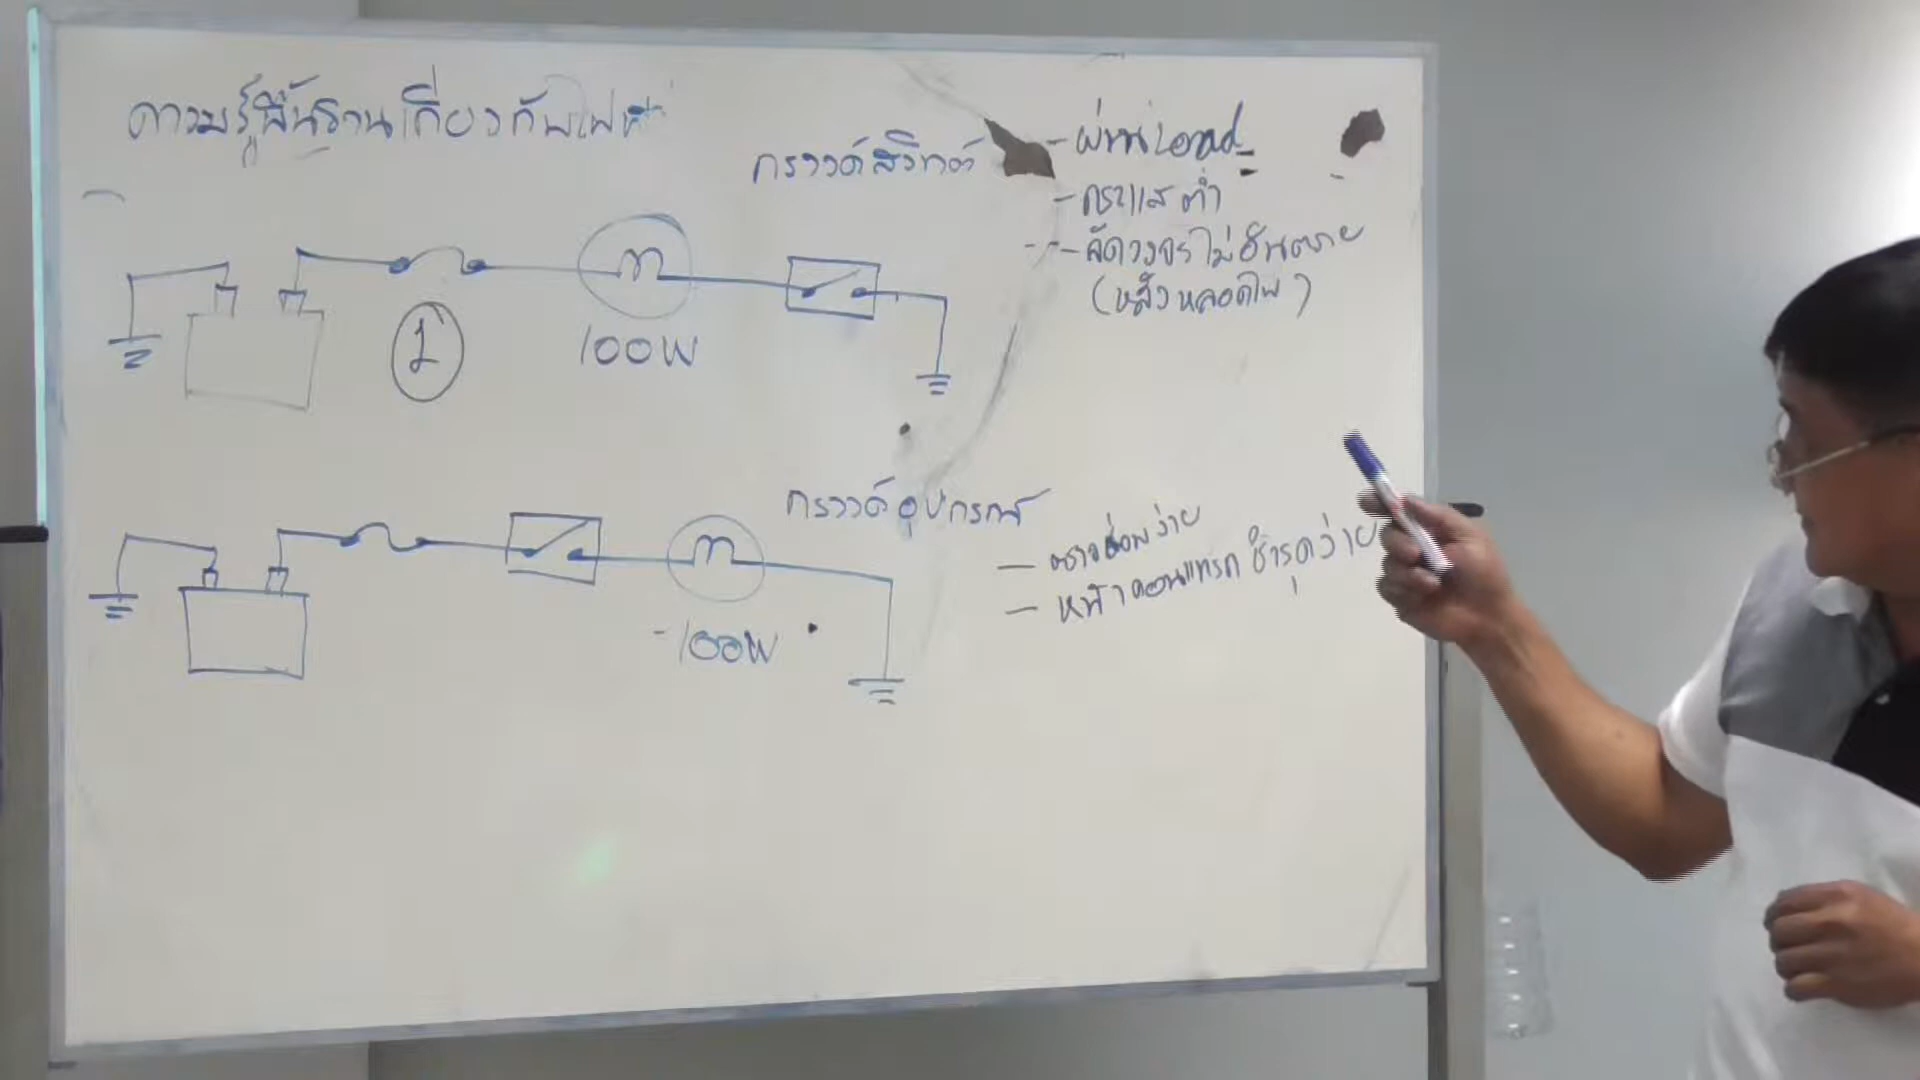 ความรู้พื้นฐานเกี่ยวกับไฟฟ้า
กราวด์สวิทช์
- ผ่าน Load
- กระแสต่ำ
- ลัดวงจรไม่อันตราย
(หลังหลอดไฟ)
1
100W
กราวด์อุปกรณ์
- ตรวจซ่อมง่าย
- หน้าคอนแทรคชำรุดง่าย
100W